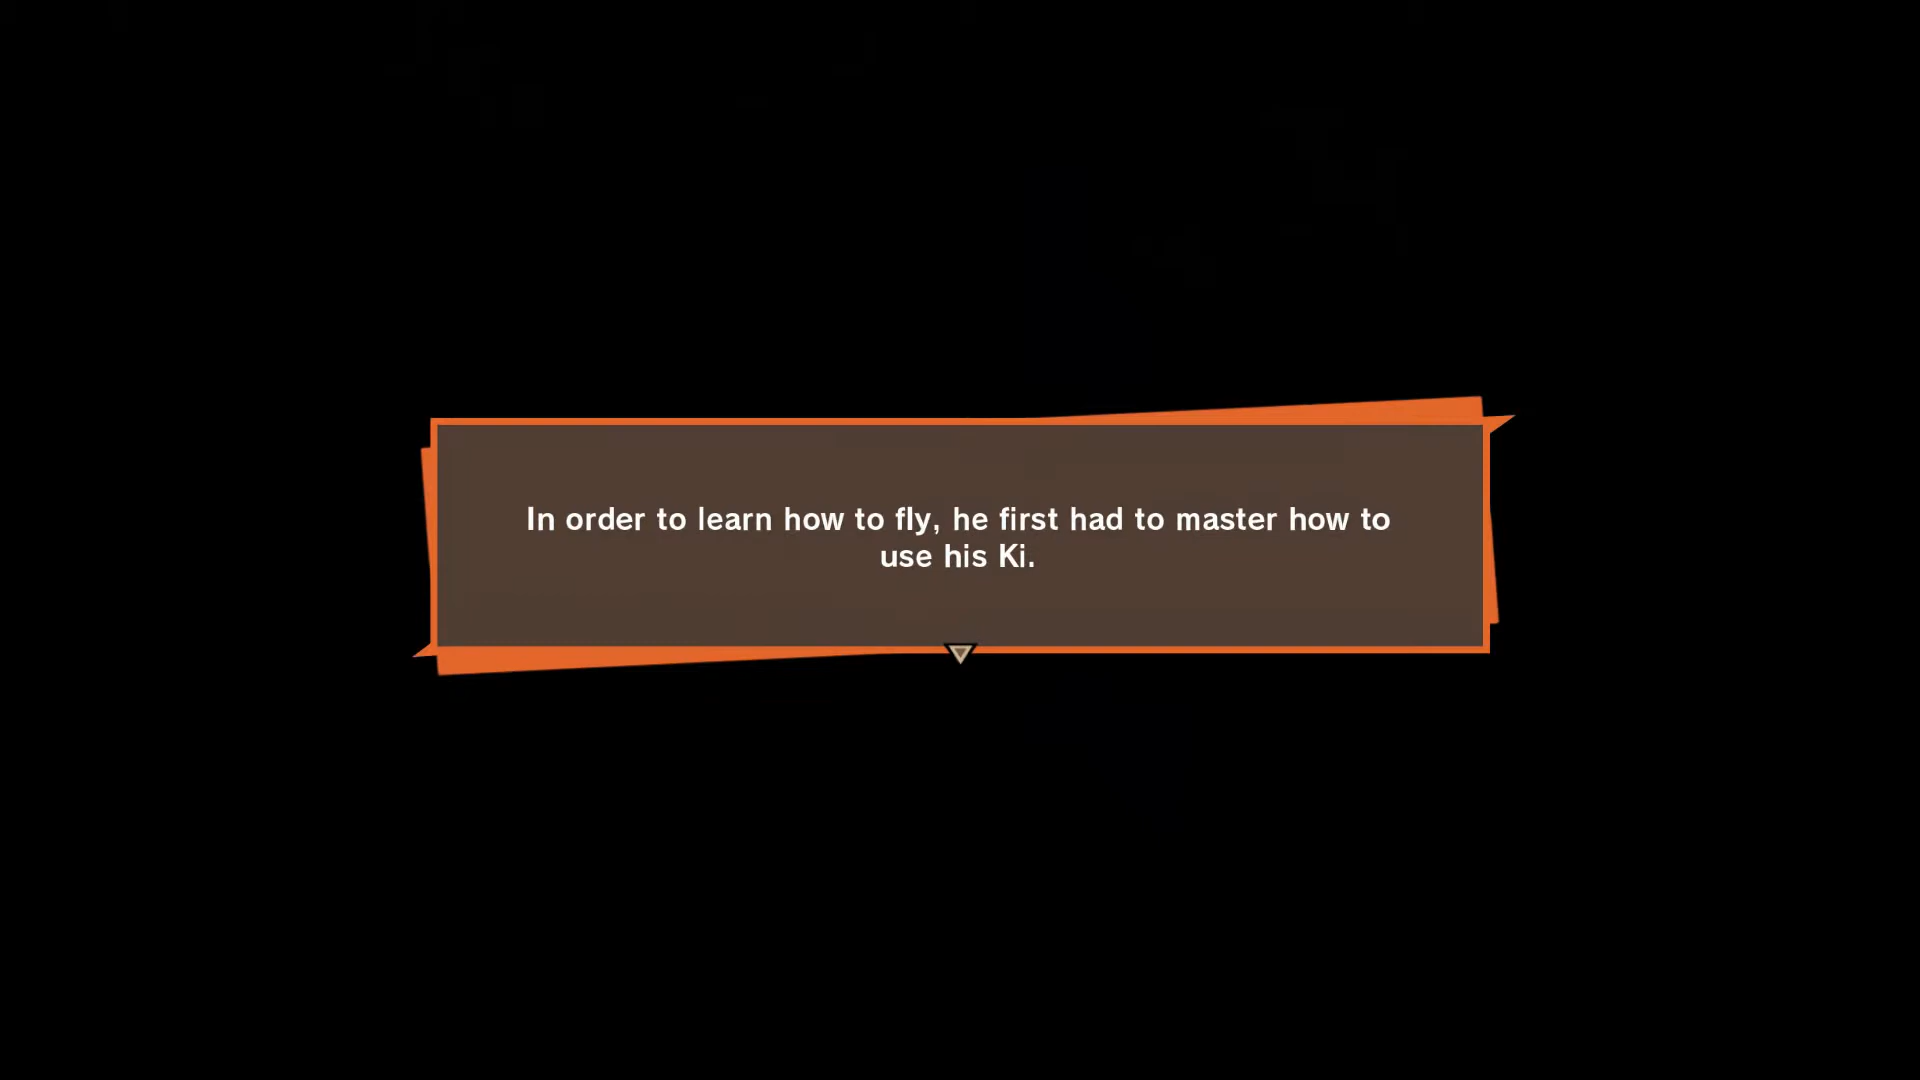 In order to learn how to fly, he first had to master how to
use his Ki.